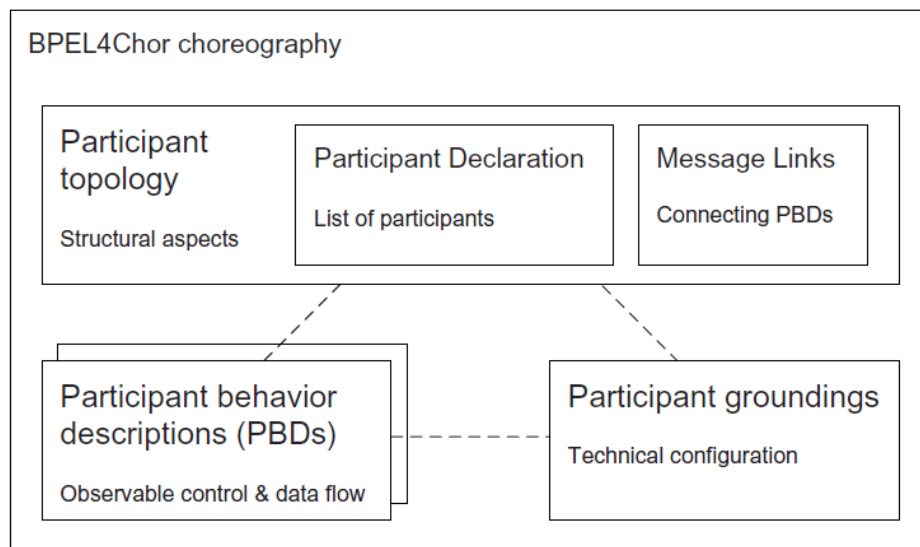 BPEL4Chor choreography
Participant
topology
Structural aspects
Participant Declaration
List of participants
Message Links
Connecting PBDs
Participant behavior
descriptions (PBDs)
Observable control & data flow
Participant groundings
Technical configuration